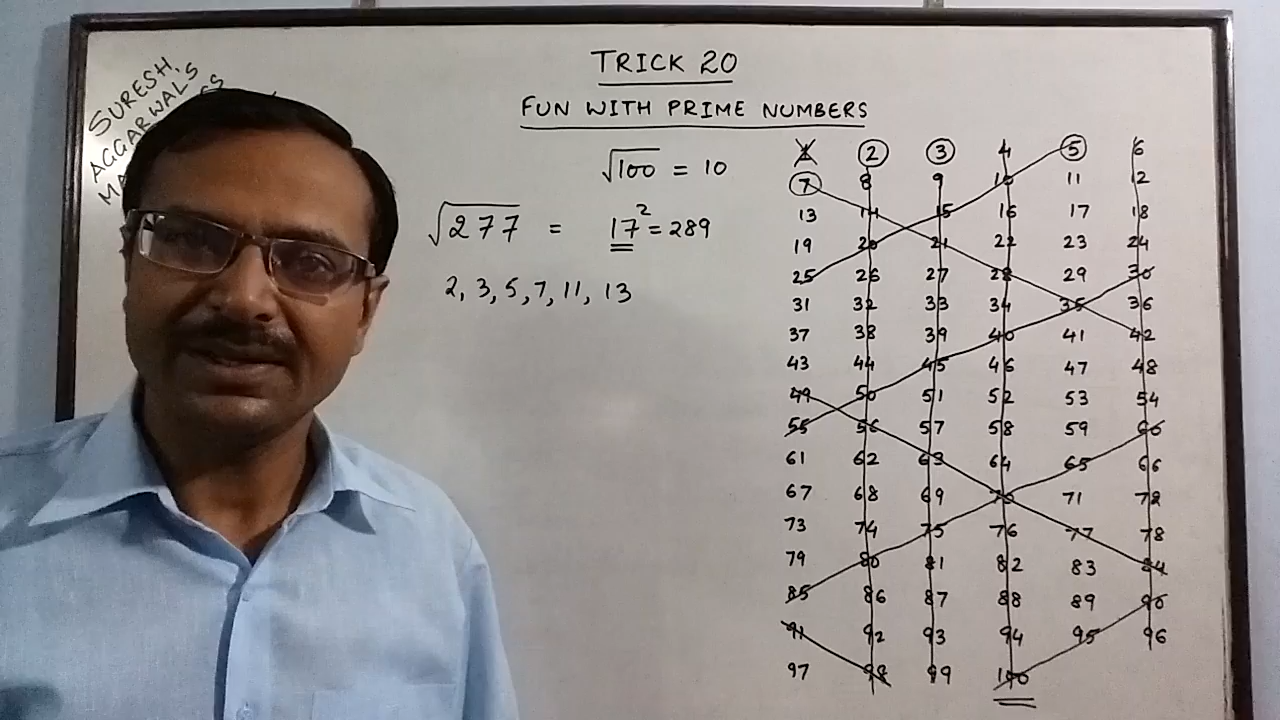 SURESH
AGGARWAL'S
TRICK 20
FUN WITH PRIME NUMBERS
√100 = 10
√277 = 17² = 289
2, 3, 5, 7, 11, 13
1 2 3 4 5 6
7 8 9 10 11 12
13 14 15 16 17 18
19 20 21 22 23 24
25 26 27 28 29 30
31 32 33 34 35 36
37 38 39 40 41 42
43 44 45 46 47 48
49 50 51 52 53 54
55 56 57 58 59 60
61 62 63 64 65 66
67 68 69 70 71 72
73 74 75 76 77 78
79 80 81 82 83 84
85 86 87 88 89 90
91 92 93 94 95 96
97 98 99 100